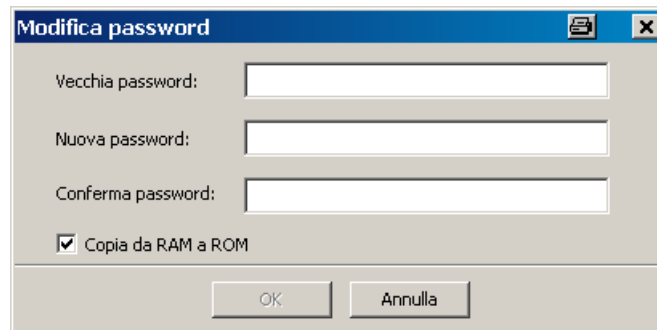 Modifica password
Vecchia password:
Nuova password:
Conferma password:
Copia da RAM a ROM
OK Annulla